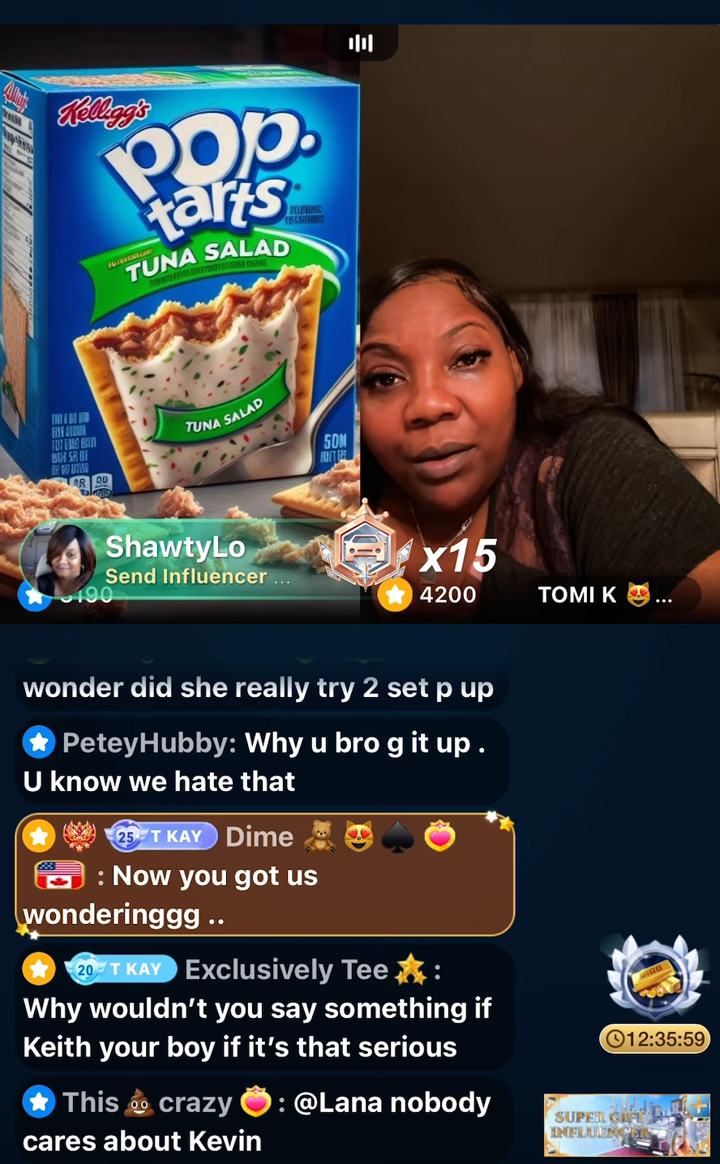 Kellogg's
pop.
tarts
TUNA SALAD
TUNA SALAD
ShawtyLo
Send Influencer ...
x15
4200
TOMI K 😻...
wonder did she really try 2 set p up
PeteyHubby: Why u bro g it up .
U know we hate that
25 T KAY Dime 🧸 😻 ♠️ 💝
: Now you got us
wonderinggg ..
20 T KAY Exclusively Tee ⭐ :
Why wouldn't you say something if
Keith your boy if it's that serious
12:35:59
This 💩 crazy 💝 : @Lana nobody
cares about Kevin
SUPER GIFT
INFLUENCER